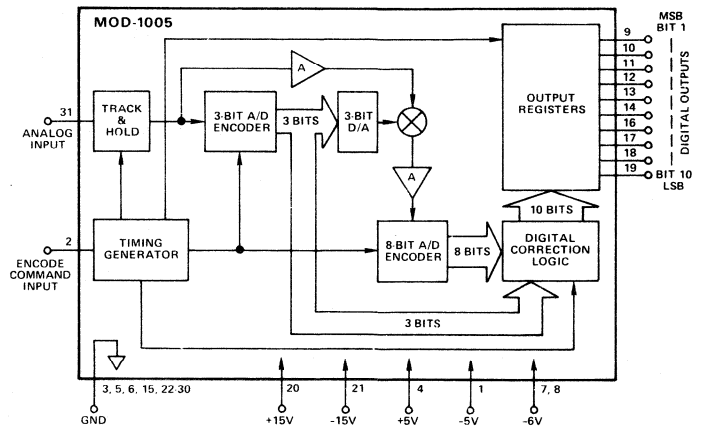 MOD-1005
9
MSB
BIT 1
10
11
12
13
14
16
17
18
19
BIT 10
LSB
DIGITAL OUTPUTS
A
31
ANALOG
INPUT
TRACK
&
HOLD
3-BIT A/D
ENCODER
3 BITS
3-BIT
D/A
OUTPUT
REGISTERS
A
10 BITS
2
ENCODE
COMMAND
INPUT
TIMING
GENERATOR
8-BIT A/D
ENCODER
8 BITS
DIGITAL
CORRECTION
LOGIC
3 BITS
3, 5, 6, 15, 22-30
20
21
4
1
7, 8
GND
+15V
-15V
+5V
-5V
-6V